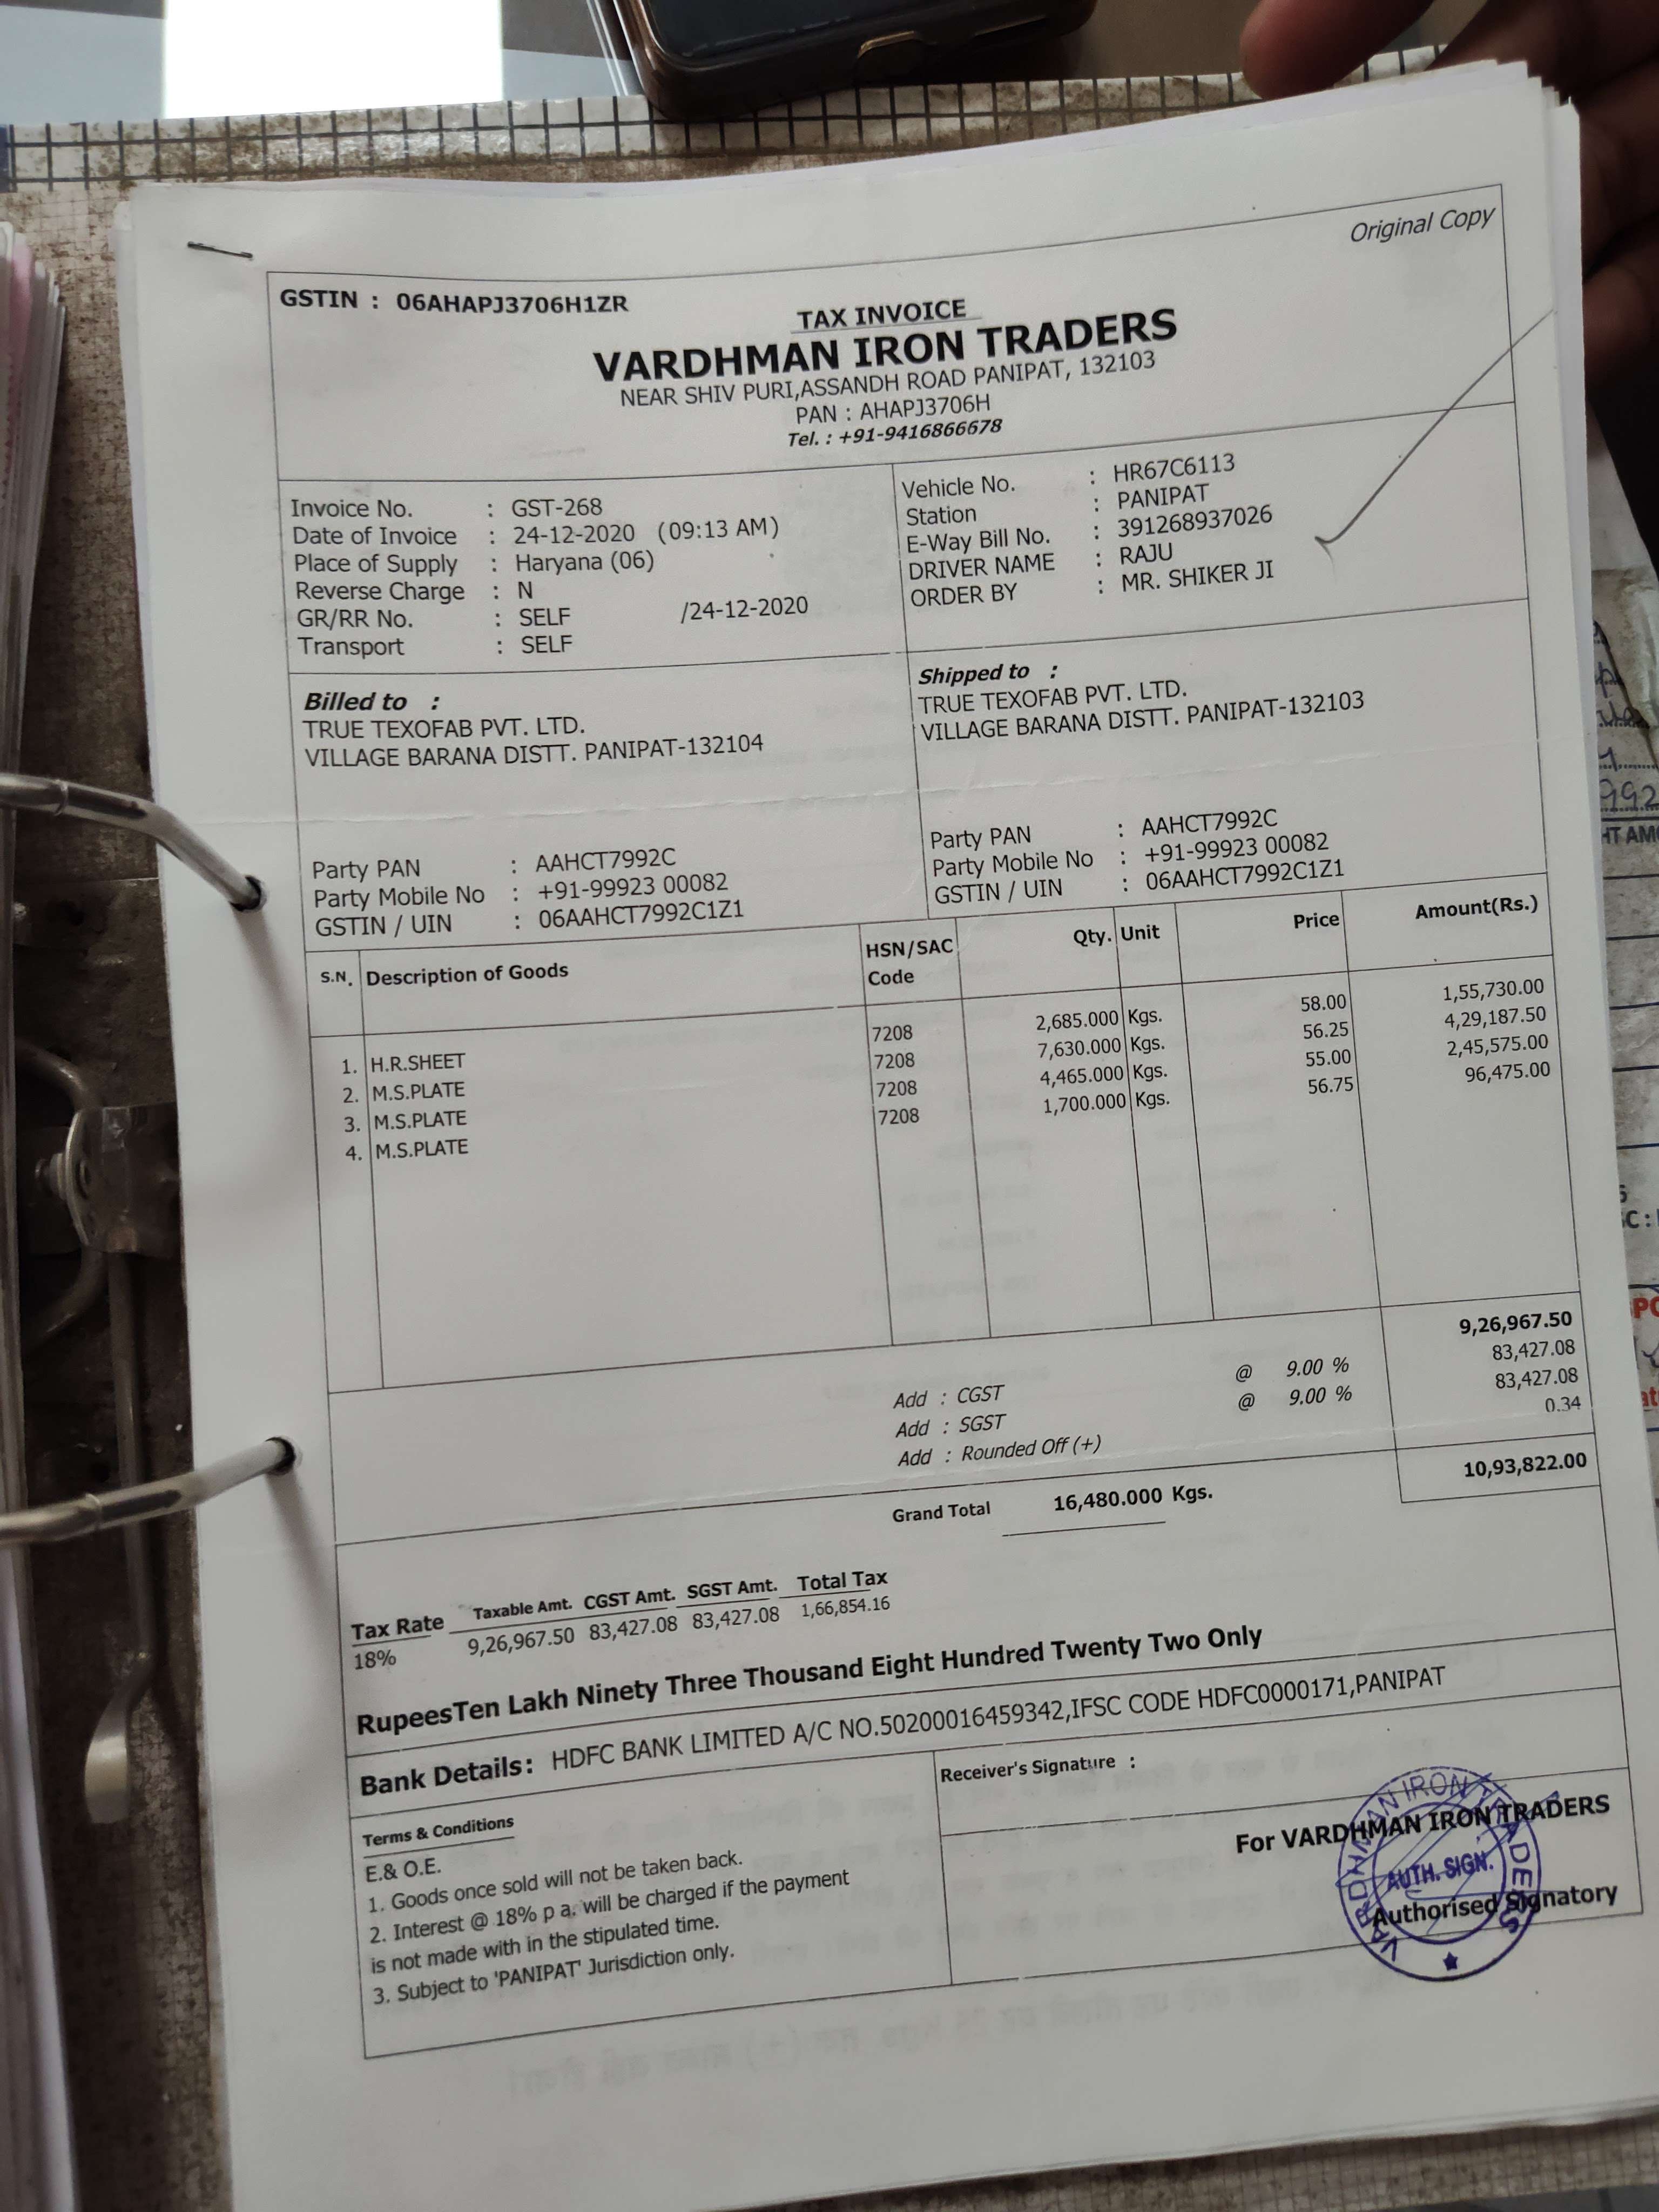 Original Copy
GSTIN : 06AHAPJ3706H1ZR
TAX INVOICE
VARDHMAN IRON TRADERS
NEAR SHIV PURI,ASSANDH ROAD PANIPAT, 132103
PAN : AHAPJ3706H
Tel. : +91-9416866678
Invoice No. : GST-268
Date of Invoice : 24-12-2020 (09:13 AM)
Place of Supply : Haryana (06)
Reverse Charge : N
GR/RR No. : SELF /24-12-2020
Transport : SELF
Vehicle No. : HR67C6113
Station : PANIPAT
E-Way Bill No. : 391268937026
DRIVER NAME : RAJU
ORDER BY : MR. SHIKER JI
Billed to :
TRUE TEXOFAB PVT. LTD.
VILLAGE BARANA DISTT. PANIPAT-132104
Party PAN : AAHCT7992C
Party Mobile No : +91-99923 00082
GSTIN / UIN : 06AAHCT7992C1Z1
Shipped to :
TRUE TEXOFAB PVT. LTD.
VILLAGE BARANA DISTT. PANIPAT-132103
Party PAN : AAHCT7992C
Party Mobile No : +91-99923 00082
GSTIN / UIN : 06AAHCT7992C1Z1
S.N. Description of Goods HSN/SAC Code Qty. Unit Price Amount(Rs.)
1. H.R.SHEET 7208 2,685.000 Kgs. 58.00 1,55,730.00
2. M.S.PLATE 7208 7,630.000 Kgs. 56.25 4,29,187.50
3. M.S.PLATE 7208 4,465.000 Kgs. 55.00 2,45,575.00
4. M.S.PLATE 7208 1,700.000 Kgs. 56.75 96,475.00
9,26,967.50
Add : CGST @ 9.00 % 83,427.08
Add : SGST @ 9.00 % 83,427.08
Add : Rounded Off (+) 0.34
Grand Total 16,480.000 Kgs. 10,93,822.00
Tax Rate Taxable Amt. CGST Amt. SGST Amt. Total Tax
18% 9,26,967.50 83,427.08 83,427.08 1,66,854.16
RupeesTen Lakh Ninety Three Thousand Eight Hundred Twenty Two Only
Bank Details: HDFC BANK LIMITED A/C NO.50200016459342,IFSC CODE HDFC0000171,PANIPAT
Terms & Conditions
E.& O.E.
1. Goods once sold will not be taken back.
2. Interest @ 18% p a. will be charged if the payment
is not made with in the stipulated time.
3. Subject to 'PANIPAT' Jurisdiction only.
Receiver's Signature :
For VARDHMAN IRON TRADERS
VARDHMAN IRON TRADERS
AUTH. SIGN.
Authorised Signatory